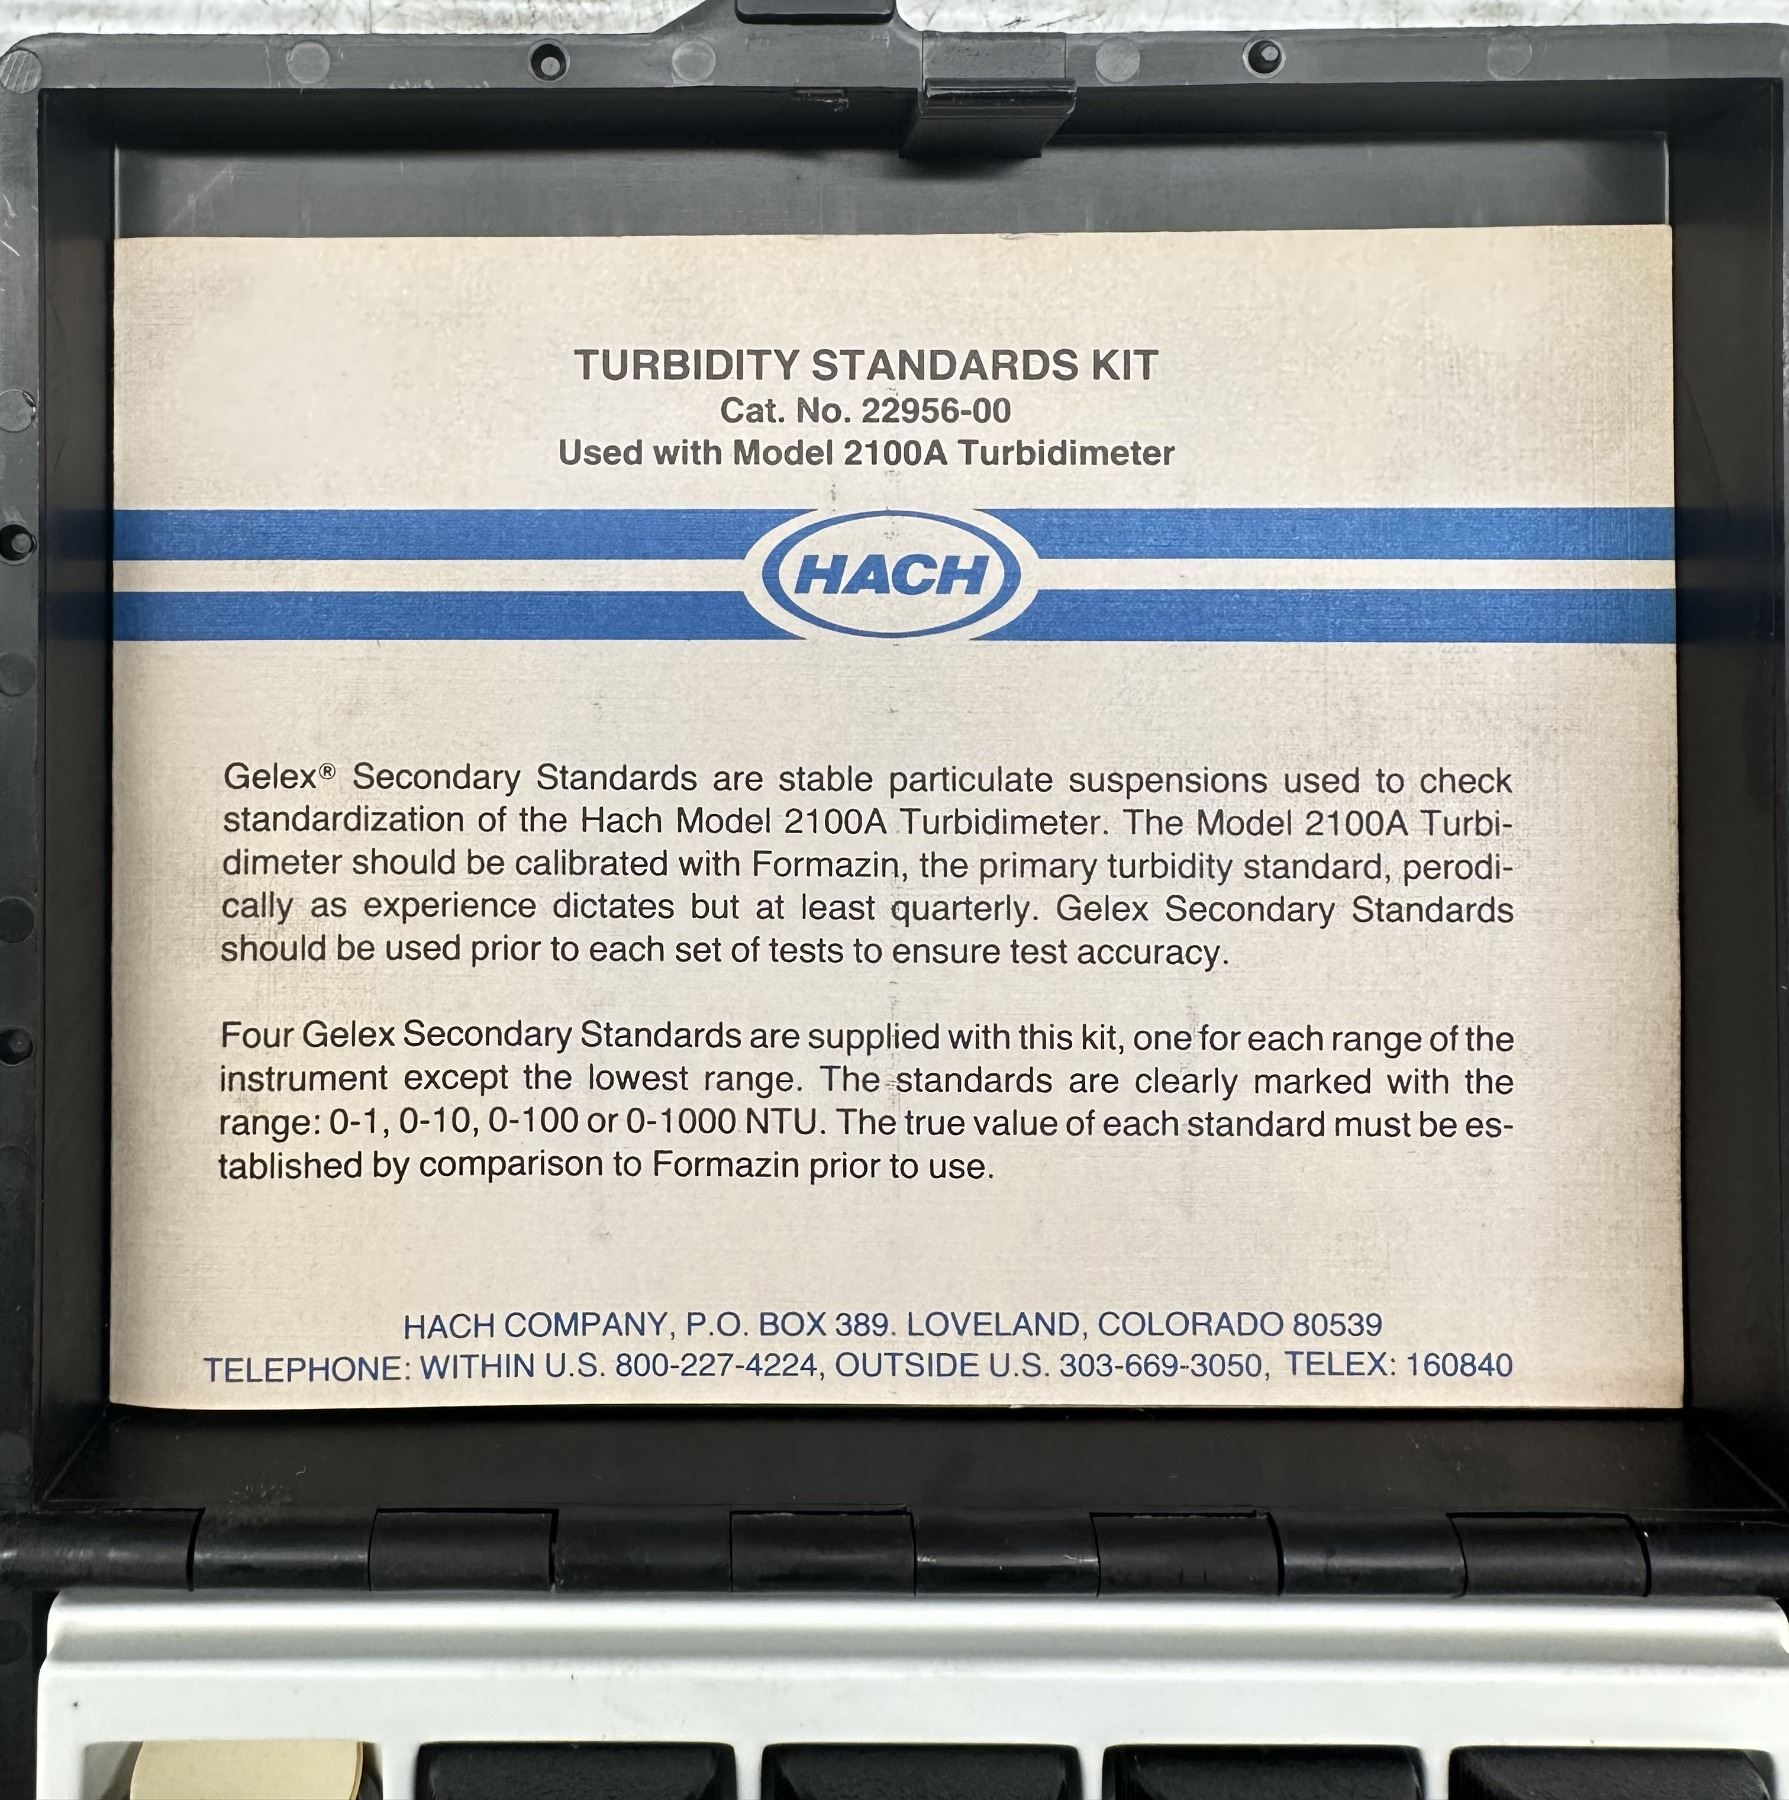 TURBIDITY STANDARDS KIT
Cat. No. 22956-00
Used with Model 2100A Turbidimeter
HACH
Gelex® Secondary Standards are stable particulate suspensions used to check
standardization of the Hach Model 2100A Turbidimeter. The Model 2100A Turbi-
dimeter should be calibrated with Formazin, the primary turbidity standard, perodi-
cally as experience dictates but at least quarterly. Gelex Secondary Standards
should be used prior to each set of tests to ensure test accuracy.
Four Gelex Secondary Standards are supplied with this kit, one for each range of the
instrument except the lowest range. The standards are clearly marked with the
range: 0-1, 0-10, 0-100 or 0-1000 NTU. The true value of each standard must be es-
tablished by comparison to Formazin prior to use.
HACH COMPANY, P.O. BOX 389. LOVELAND, COLORADO 80539
TELEPHONE: WITHIN U.S. 800-227-4224, OUTSIDE U.S. 303-669-3050, TELEX: 160840